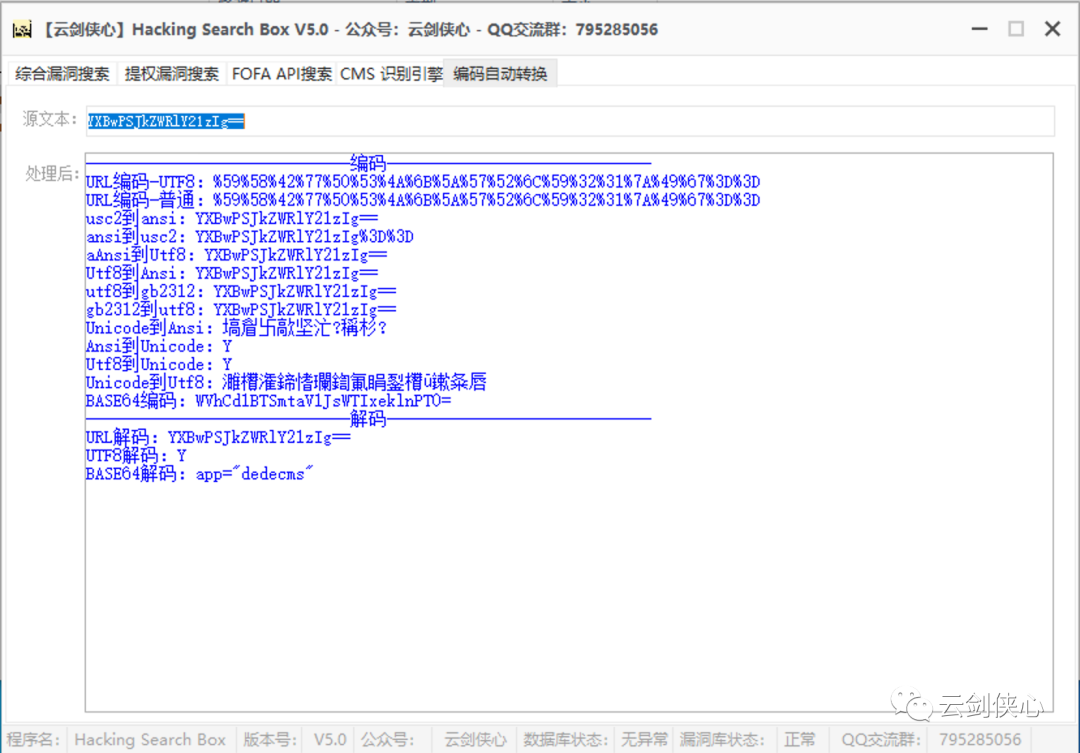 【云剑侠心】Hacking Search Box V5.0 - 公众号：云剑侠心 - QQ交流群：795285056
综合漏洞搜索 提权漏洞搜索 FOFA API搜索 CMS 识别引擎 编码自动转换
源文本： YXBwPSJkZWRlY21zIg==
处理后：
————————编码————————
URL编码-UTF8：%59%58%42%77%50%53%4A%6B%5A%57%52%6C%59%32%31%7A%49%67%3D%3D
URL编码-普通：%59%58%42%77%50%53%4A%6B%5A%57%52%6C%59%32%31%7A%49%67%3D%3D
usc2到ansi：YXBwPSJkZWRlY21zIg==
ansi到usc2：YXBwPSJkZWRlY21zIg%3D%3D
aAnsi到Utf8：YXBwPSJkZWRlY21zIg==
Utf8到Ansi：YXBwPSJkZWRlY21zIg==
utf8到gb2312：YXBwPSJkZWRlY21zIg==
gb2312到utf8：YXBwPSJkZWRlY21zIg==
Unicode到Ansi：
Ansi到Unicode：Y
Utf8到Unicode：Y
Unicode到Utf8：
BASE64编码：WVhCd1BTSmtaV1JsWTIxeklnPT0=
————————解码————————
URL解码：YXBwPSJkZWRlY21zIg==
UTF8解码：Y
BASE64解码：app="dedecms"
云剑侠心
程序名： Hacking Search Box 版本号： V5.0 公众号： 云剑侠心 数据库状态： 无异常 漏洞库状态： 正常 QQ交流群： 795285056